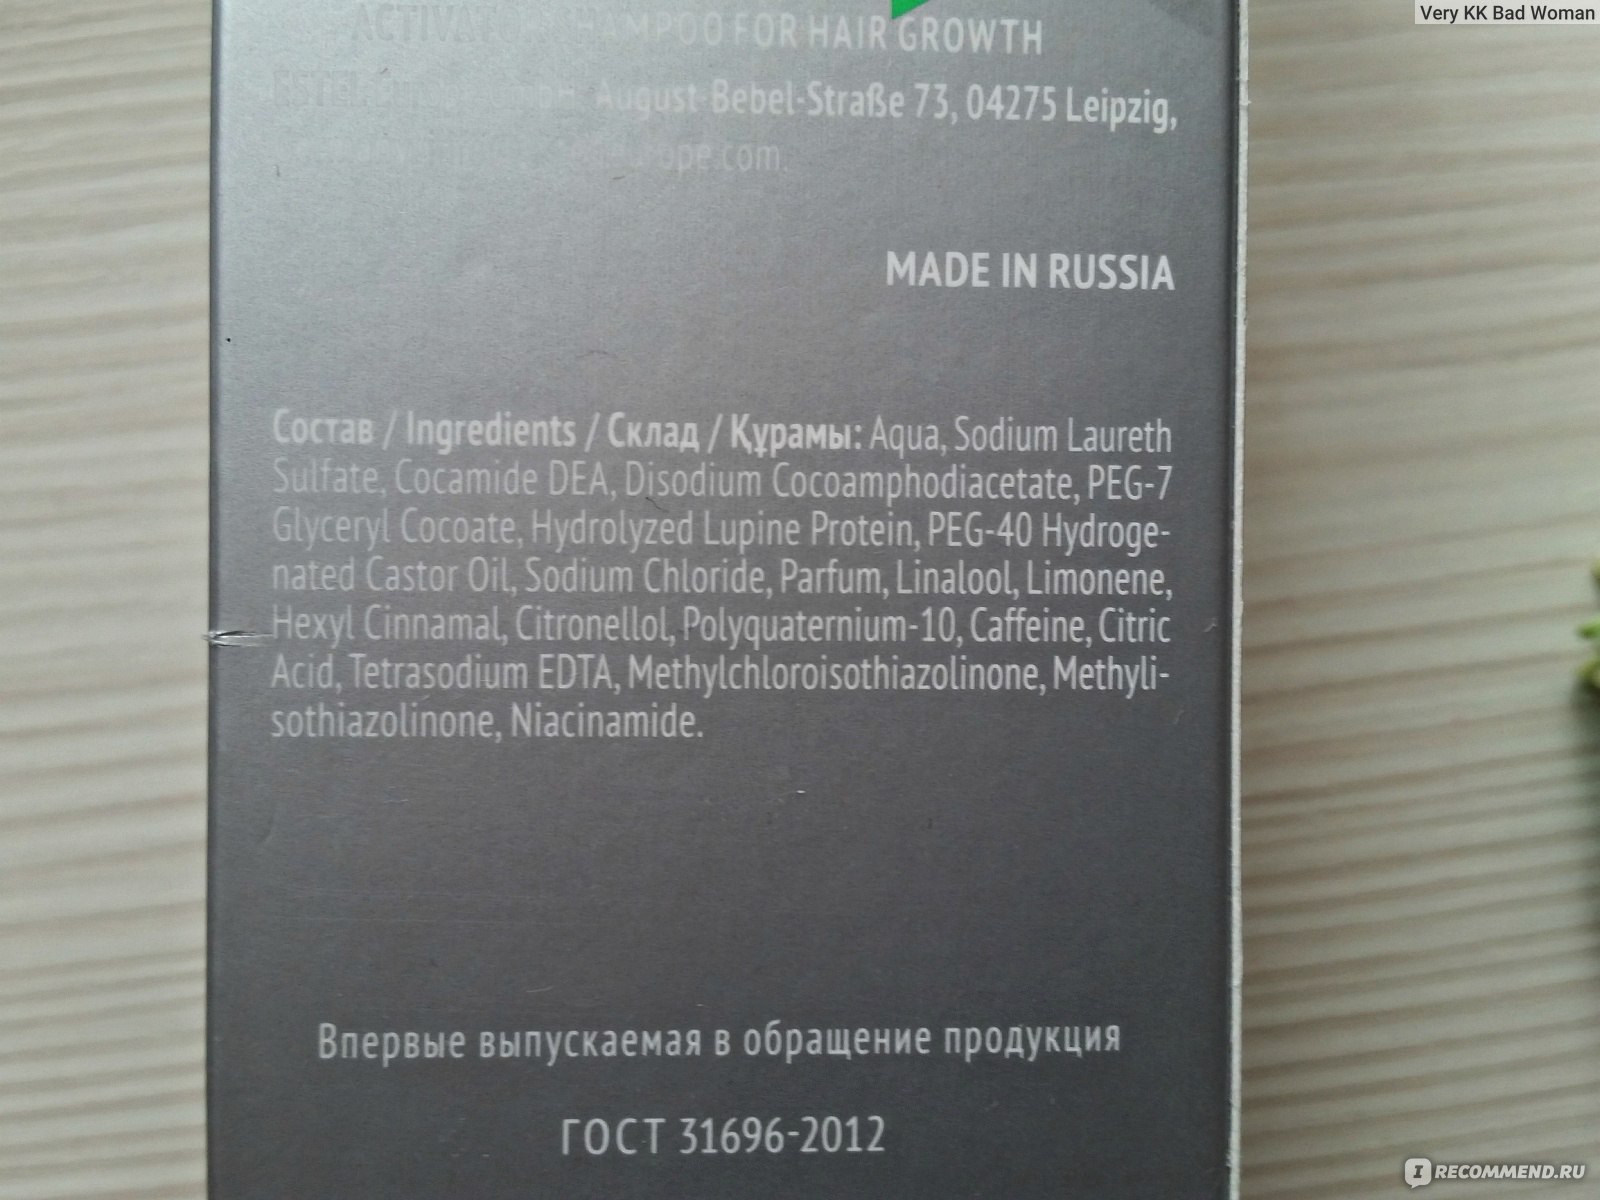 Very KK Bad Woman
SHAMPOO FOR HAIR GROWTH
August-Bebel-Straße 73, 04275 Leipzig,
MADE IN RUSSIA
Состав / Ingredients / Склад / Құрамы: Aqua, Sodium Laureth
Sulfate, Cocamide DEA, Disodium Cocoamphodiacetate, PEG-7
Glyceryl Cocoate, Hydrolyzed Lupine Protein, PEG-40 Hydroge-
nated Castor Oil, Sodium Chloride, Parfum, Linalool, Limonene,
Hexyl Cinnamal, Citronellol, Polyquaternium-10, Caffeine, Citric
Acid, Tetrasodium EDTA, Methylchloroisothiazolinone, Methyli-
sothiazolinone, Niacinamide.
Впервые выпускаемая в обращение продукция
ГОСТ 31696-2012
IRECOMMEND.RU